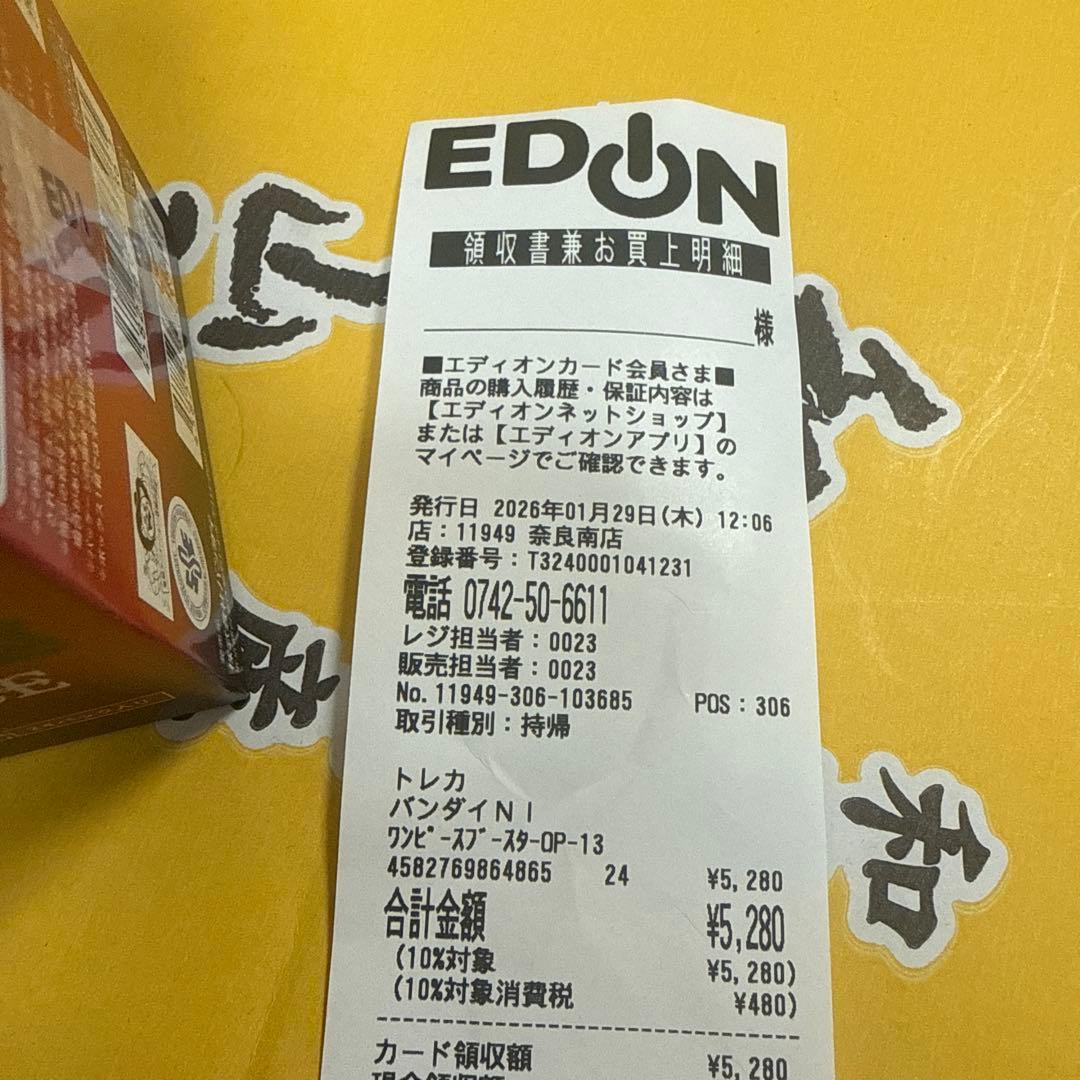 EDION
領収書兼お買上明細
様
■エディオンカード会員さま■
商品の購入履歴・保証内容は
【エディオンネットショップ】
または【エディオンアプリ】の
マイページでご確認できます。
発行日 2026年01月29日(木) 12:06
店：11949 奈良南店
登録番号：T3240001041231
電話 0742-50-6611
レジ担当者：0023
販売担当者：0023
No.11949-306-103685 POS：306
取引種別：持帰
トレカ
バンダイNI
ﾜﾝﾋﾟｰｽﾌﾞｰｽﾀｰOP-13
4582769864865 24 ¥5,280
合計金額 ¥5,280
(10%対象 ¥5,280)
(10%対象消費税 ¥480)
カード領収額 ¥5,280
現金領収額
和